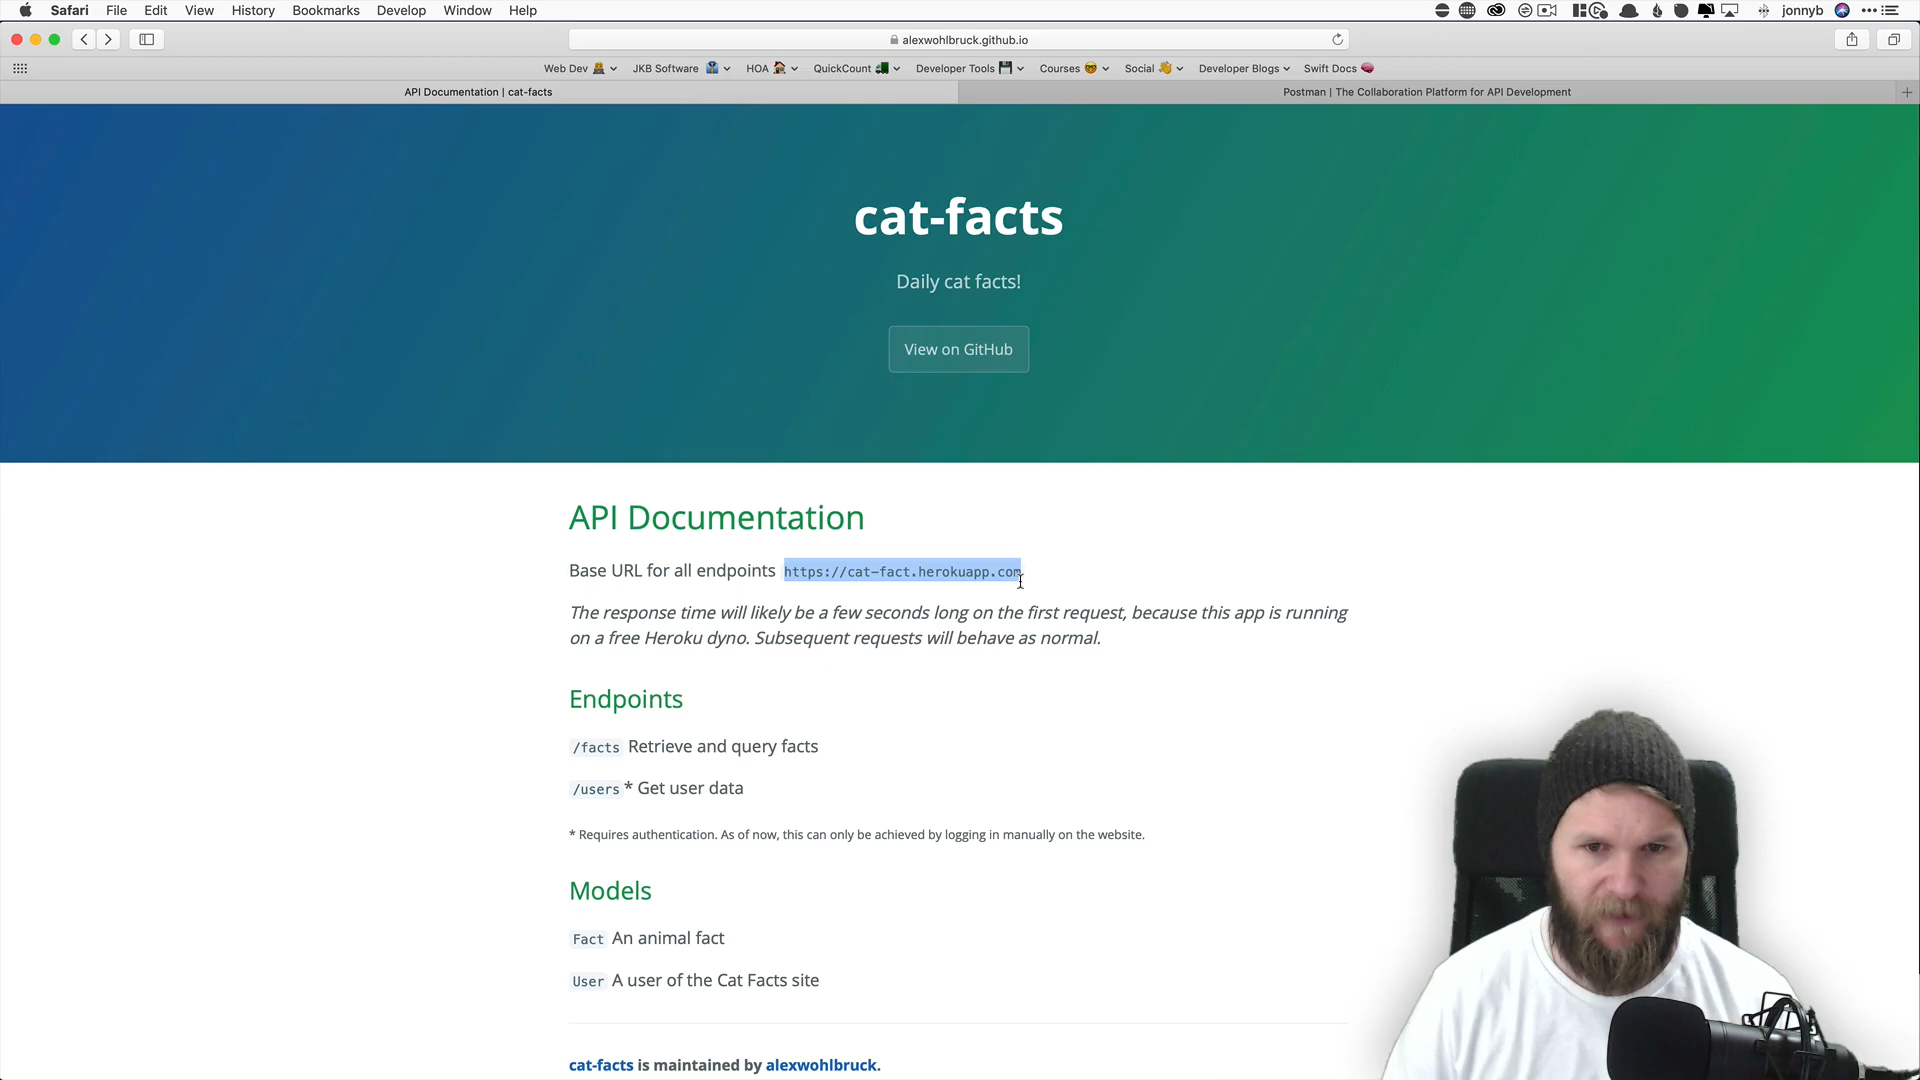 Safari File Edit View History Bookmarks Develop Window Help jonnyb
alexwohlbruck.github.io
Web Dev JKB Software HOA QuickCount Developer Tools Courses Social Developer Blogs Swift Docs
API Documentation | cat-facts Postman | The Collaboration Platform for API Development
cat-facts
Daily cat facts!
View on GitHub
API Documentation
Base URL for all endpoints https://cat-fact.herokuapp.com
The response time will likely be a few seconds long on the first request, because this app is running
on a free Heroku dyno. Subsequent requests will behave as normal.
Endpoints
/facts Retrieve and query facts
/users * Get user data
* Requires authentication. As of now, this can only be achieved by logging in manually on the website.
Models
Fact An animal fact
User A user of the Cat Facts site
cat-facts is maintained by alexwohlbruck.